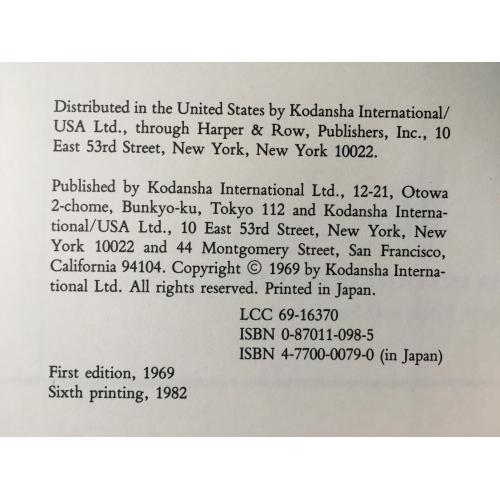 Distributed in the United States by Kodansha International/
USA Ltd., through Harper & Row, Publishers, Inc., 10
East 53rd Street, New York, New York 10022.
Published by Kodansha International Ltd., 12-21, Otowa
2-chome, Bunkyo-ku, Tokyo 112 and Kodansha Interna-
tional/USA Ltd., 10 East 53rd Street, New York, New
York 10022 and 44 Montgomery Street, San Francisco,
California 94104. Copyright © 1969 by Kodansha Interna-
tional Ltd. All rights reserved. Printed in Japan.
LCC 69-16370
ISBN 0-87011-098-5
ISBN 4-7700-0079-0 (in Japan)
First edition, 1969
Sixth printing, 1982